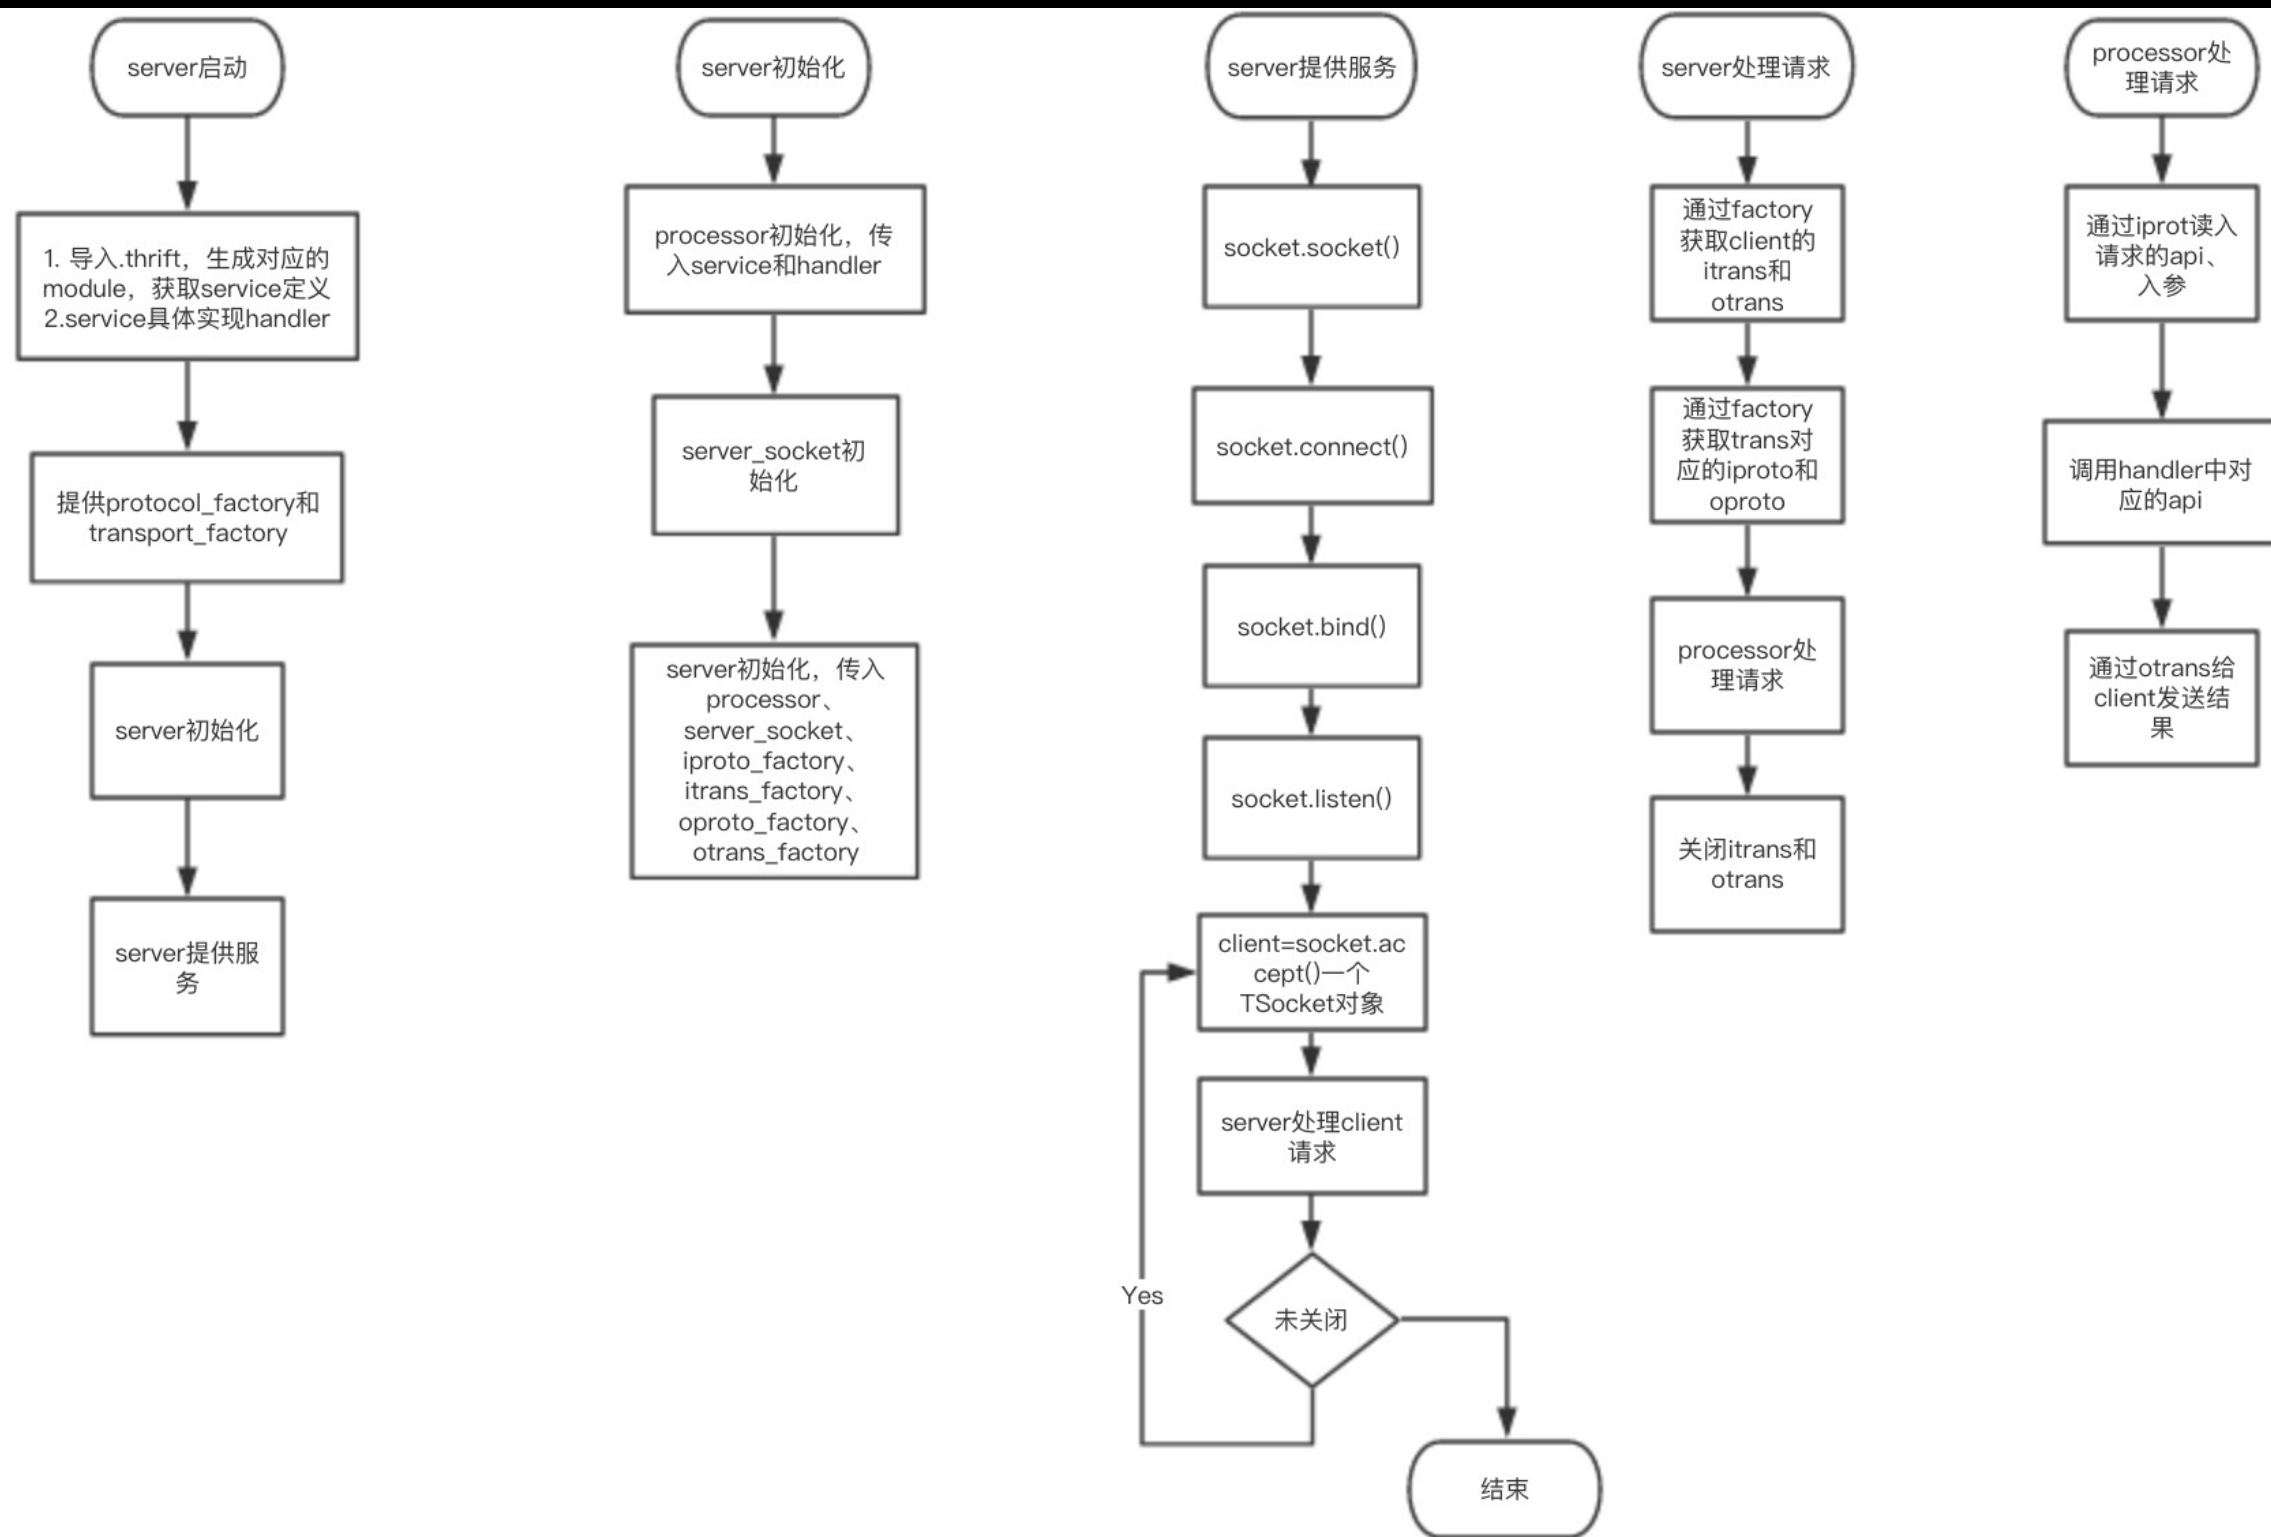 server启动
1. 导入.thrift，生成对应的
module，获取service定义
2.service具体实现handler
提供protocol_factory和
transport_factory
server初始化
server提供服
务
server初始化
processor初始化，传
入service和handler
server_socket初
始化
server初始化，传入
processor、
server_socket、
iproto_factory、
itrans_factory、
oproto_factory、
otrans_factory
server提供服务
socket.socket()
socket.connect()
socket.bind()
socket.listen()
client=socket.ac
cept()一个
TSocket对象
server处理client
请求
未关闭
Yes
结束
server处理请求
通过factory
获取client的
itrans和
otrans
通过factory
获取trans对
应的iproto和
oproto
processor处
理请求
关闭itrans和
otrans
processor处
理请求
通过iprot读入
请求的api、
入参
调用handler中对
应的api
通过otrans给
client发送结
果